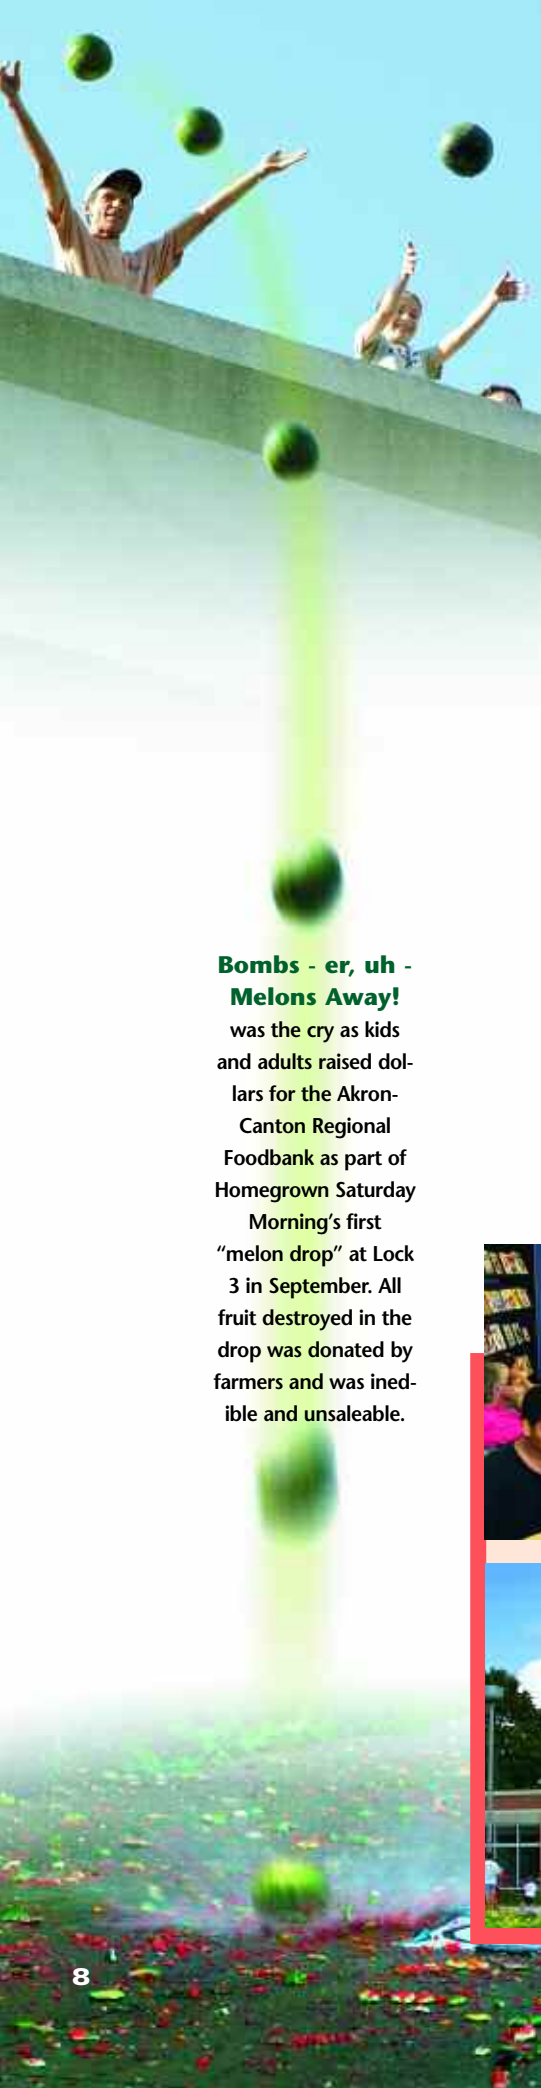 Bombs - er, uh -
Melons Away!
was the cry as kids
and adults raised dol-
lars for the Akron-
Canton Regional
Foodbank as part of
Homegrown Saturday
Morning’s first
“melon drop” at Lock
3 in September. All
fruit destroyed in the
drop was donated by
farmers and was ined-
ible and unsaleable.
8